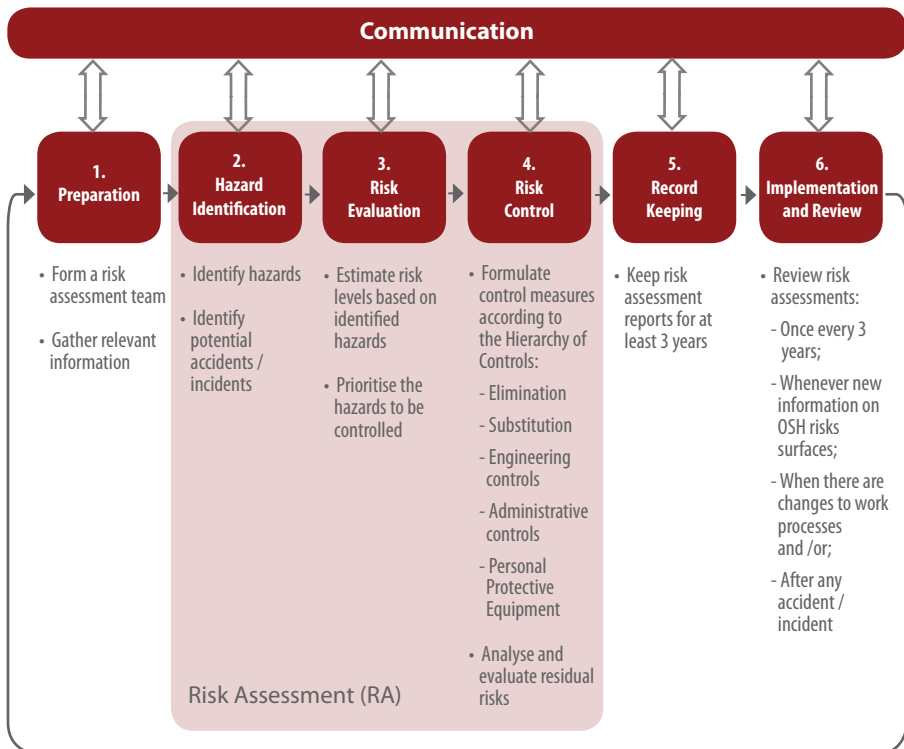 Communication
1.
Preparation
2.
Hazard
Identification
3.
Risk
Evaluation
4.
Risk
Control
5.
Record
Keeping
6.
Implementation
and Review
• Form a risk
assessment team
• Gather relevant
information
• Identify hazards
• Identify
potential
accidents /
incidents
• Estimate risk
levels based on
identified
hazards
• Prioritise the
hazards to be
controlled
• Formulate
control measures
according to
the Hierarchy of
Controls:
- Elimination
- Substitution
- Engineering
controls
- Administrative
controls
- Personal
Protective
Equipment
• Analyse and
evaluate residual
risks
• Keep risk
assessment
reports for at
least 3 years
• Review risk
assessments:
- Once every 3
years;
- Whenever new
information on
OSH risks
surfaces;
- When there are
changes to work
processes
and /or;
- After any
accident /
incident
Risk Assessment (RA)